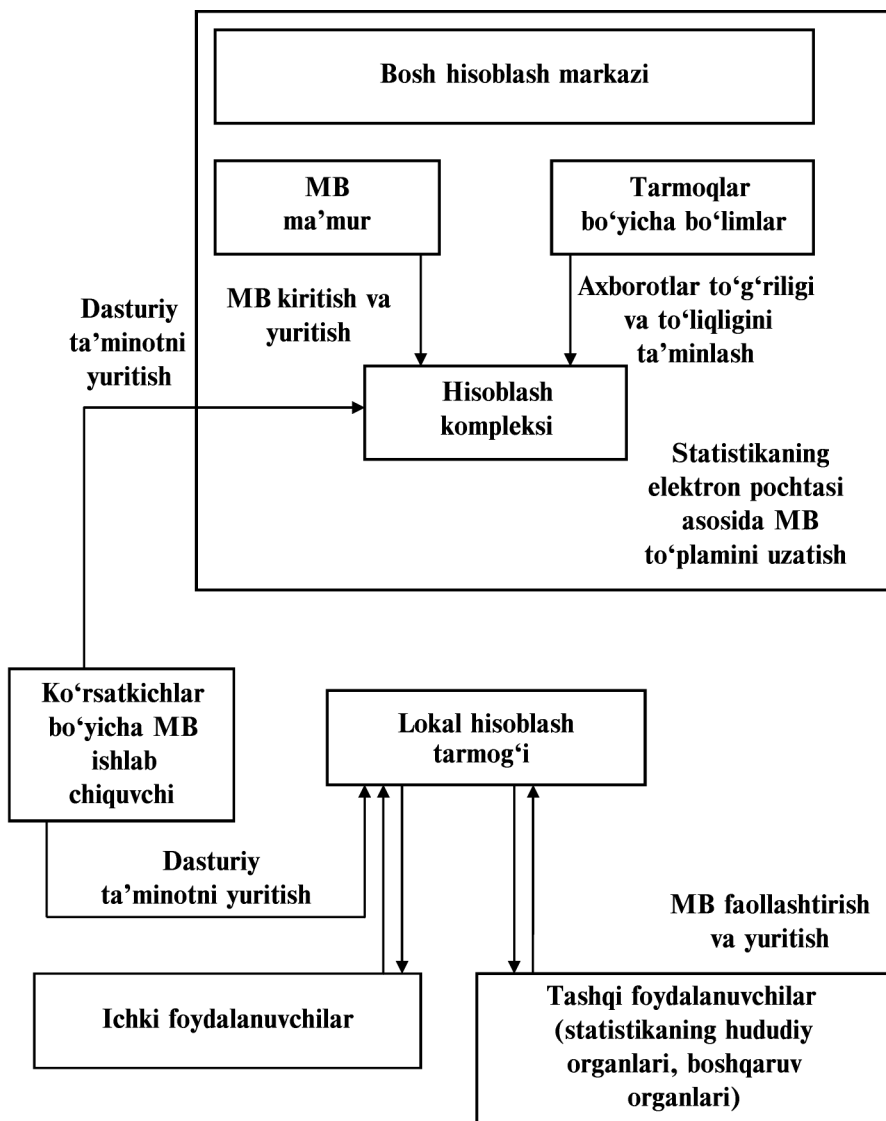 Bosh hisoblash markazi
MB
ma’mur
Tarmoqlar
bo‘yicha bo‘limlar
Dasturiy
ta’minotni
yuritish
MB kiritish va
yuritish
Axborotlar to‘g‘riligi
va to‘liqligini
ta’minlash
Hisoblash
kompleksi
Statistikaning
elektron pochtasi
asosida MB
to‘plamini uzatish
Ko‘rsatkichlar
bo‘yicha MB
ishlab
chiquvchi
Lokal hisoblash
tarmog‘i
Dasturiy
ta’minotni yuritish
MB faollashtirish
va yuritish
Ichki foydalanuvchilar
Tashqi foydalanuvchilar
(statistikaning hududiy
organlari, boshqaruv
organlari)